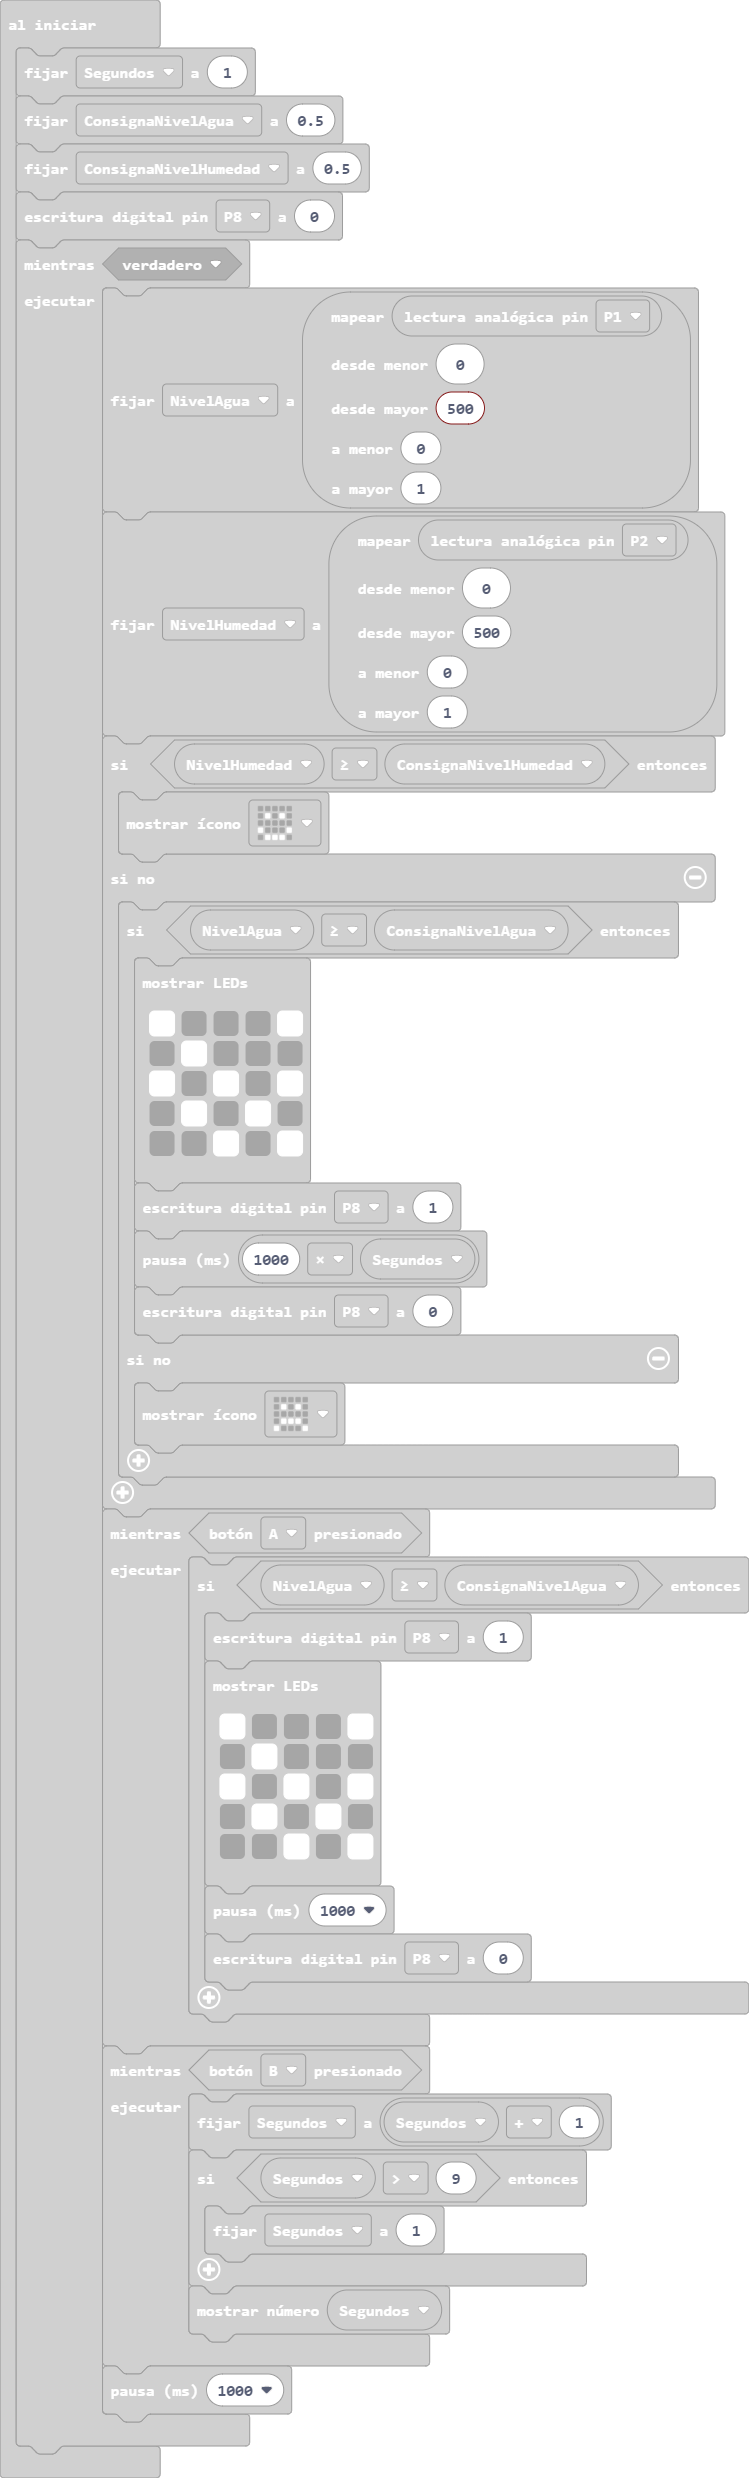 al iniciar
fijar Segundos a 1
fijar ConsignaNivelAgua a 0.5
fijar ConsignaNivelHumedad a 0.5
escritura digital pin P8 a 0
mientras verdadero
ejecutar
mapear lectura analógica pin P1
desde menor 0
fijar NivelAgua a
desde mayor 500
a menor 0
a mayor 1
mapear lectura analógica pin P2
desde menor 0
fijar NivelHumedad a
desde mayor 500
a menor 0
a mayor 1
si NivelHumedad ≥ ConsignaNivelHumedad entonces
mostrar ícono
si no
si NivelAgua ≥ ConsignaNivelAgua entonces
mostrar LEDs
escritura digital pin P8 a 1
pausa (ms) 1000 × Segundos
escritura digital pin P8 a 0
si no
mostrar ícono
mientras botón A presionado
ejecutar
si NivelAgua ≥ ConsignaNivelAgua entonces
escritura digital pin P8 a 1
mostrar LEDs
pausa (ms) 1000
escritura digital pin P8 a 0
mientras botón B presionado
ejecutar
fijar Segundos a Segundos + 1
si Segundos > 9 entonces
fijar Segundos a 1
mostrar número Segundos
pausa (ms) 1000